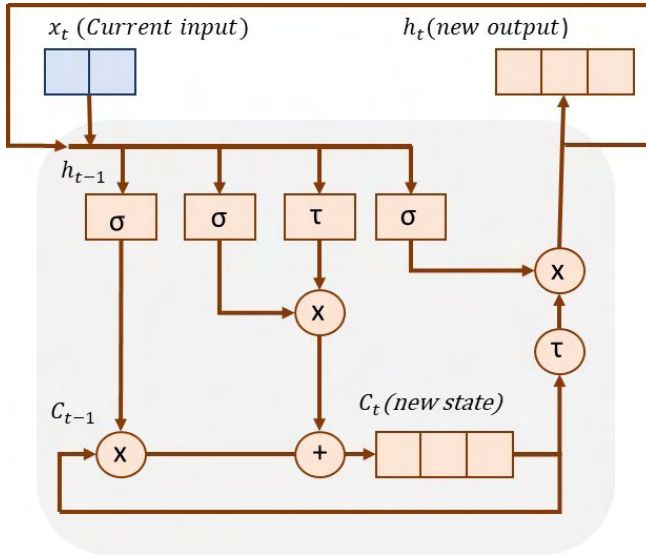 x_t (Current input)
h_t(new output)
h_{t-1}
σ σ τ σ
x
x
τ
C_{t-1}
C_t(new state)
x
+